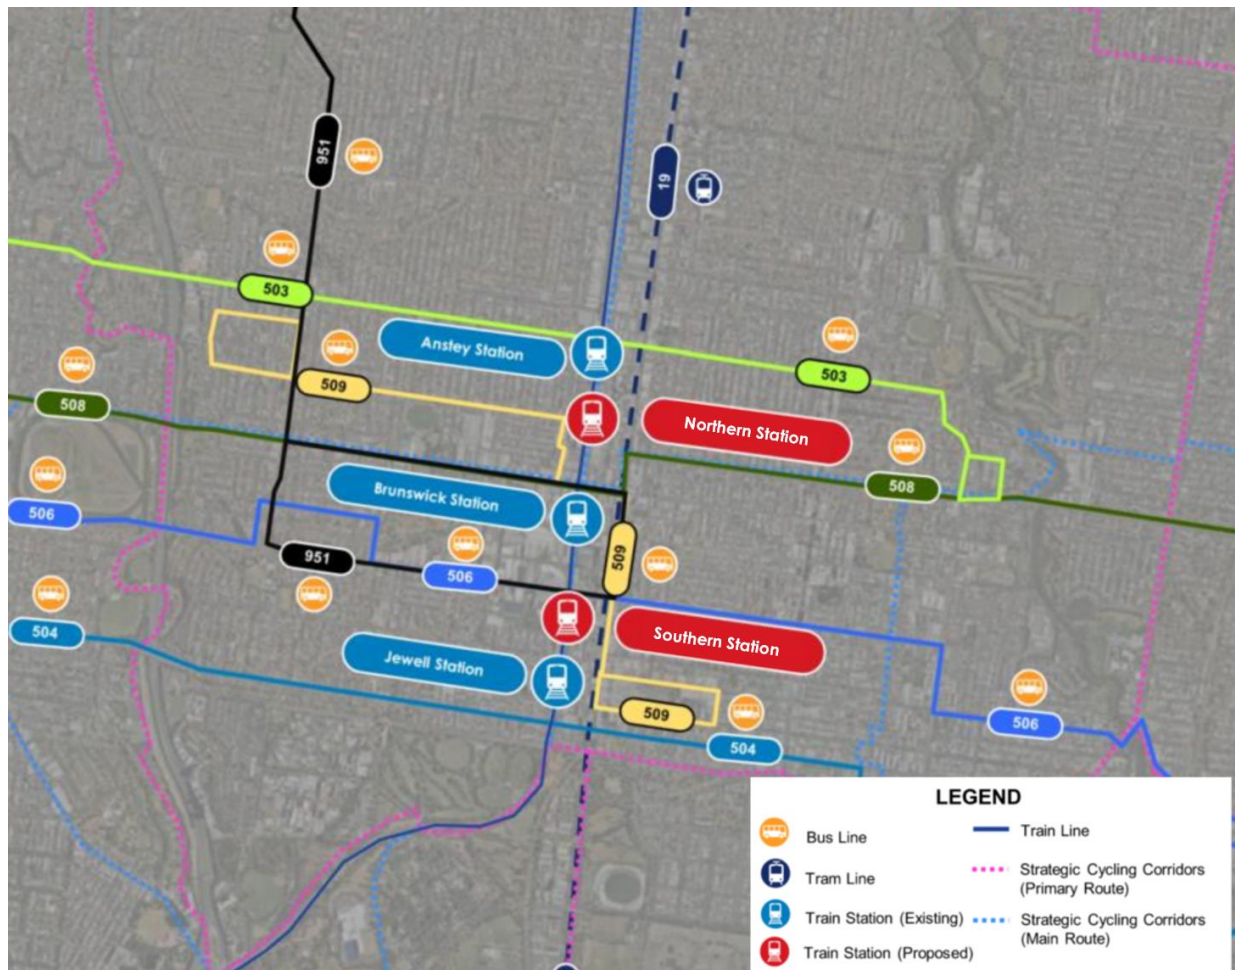 951
19
503
Anstey Station
503
509
508
Northern Station
508
Brunswick Station
506
509
951
506
Southern Station
504
Jewell Station
509
506
504
LEGEND
Bus Line
Train Line
Tram Line
Strategic Cycling Corridors
(Primary Route)
Train Station (Existing)
Strategic Cycling Corridors
(Main Route)
Train Station (Proposed)